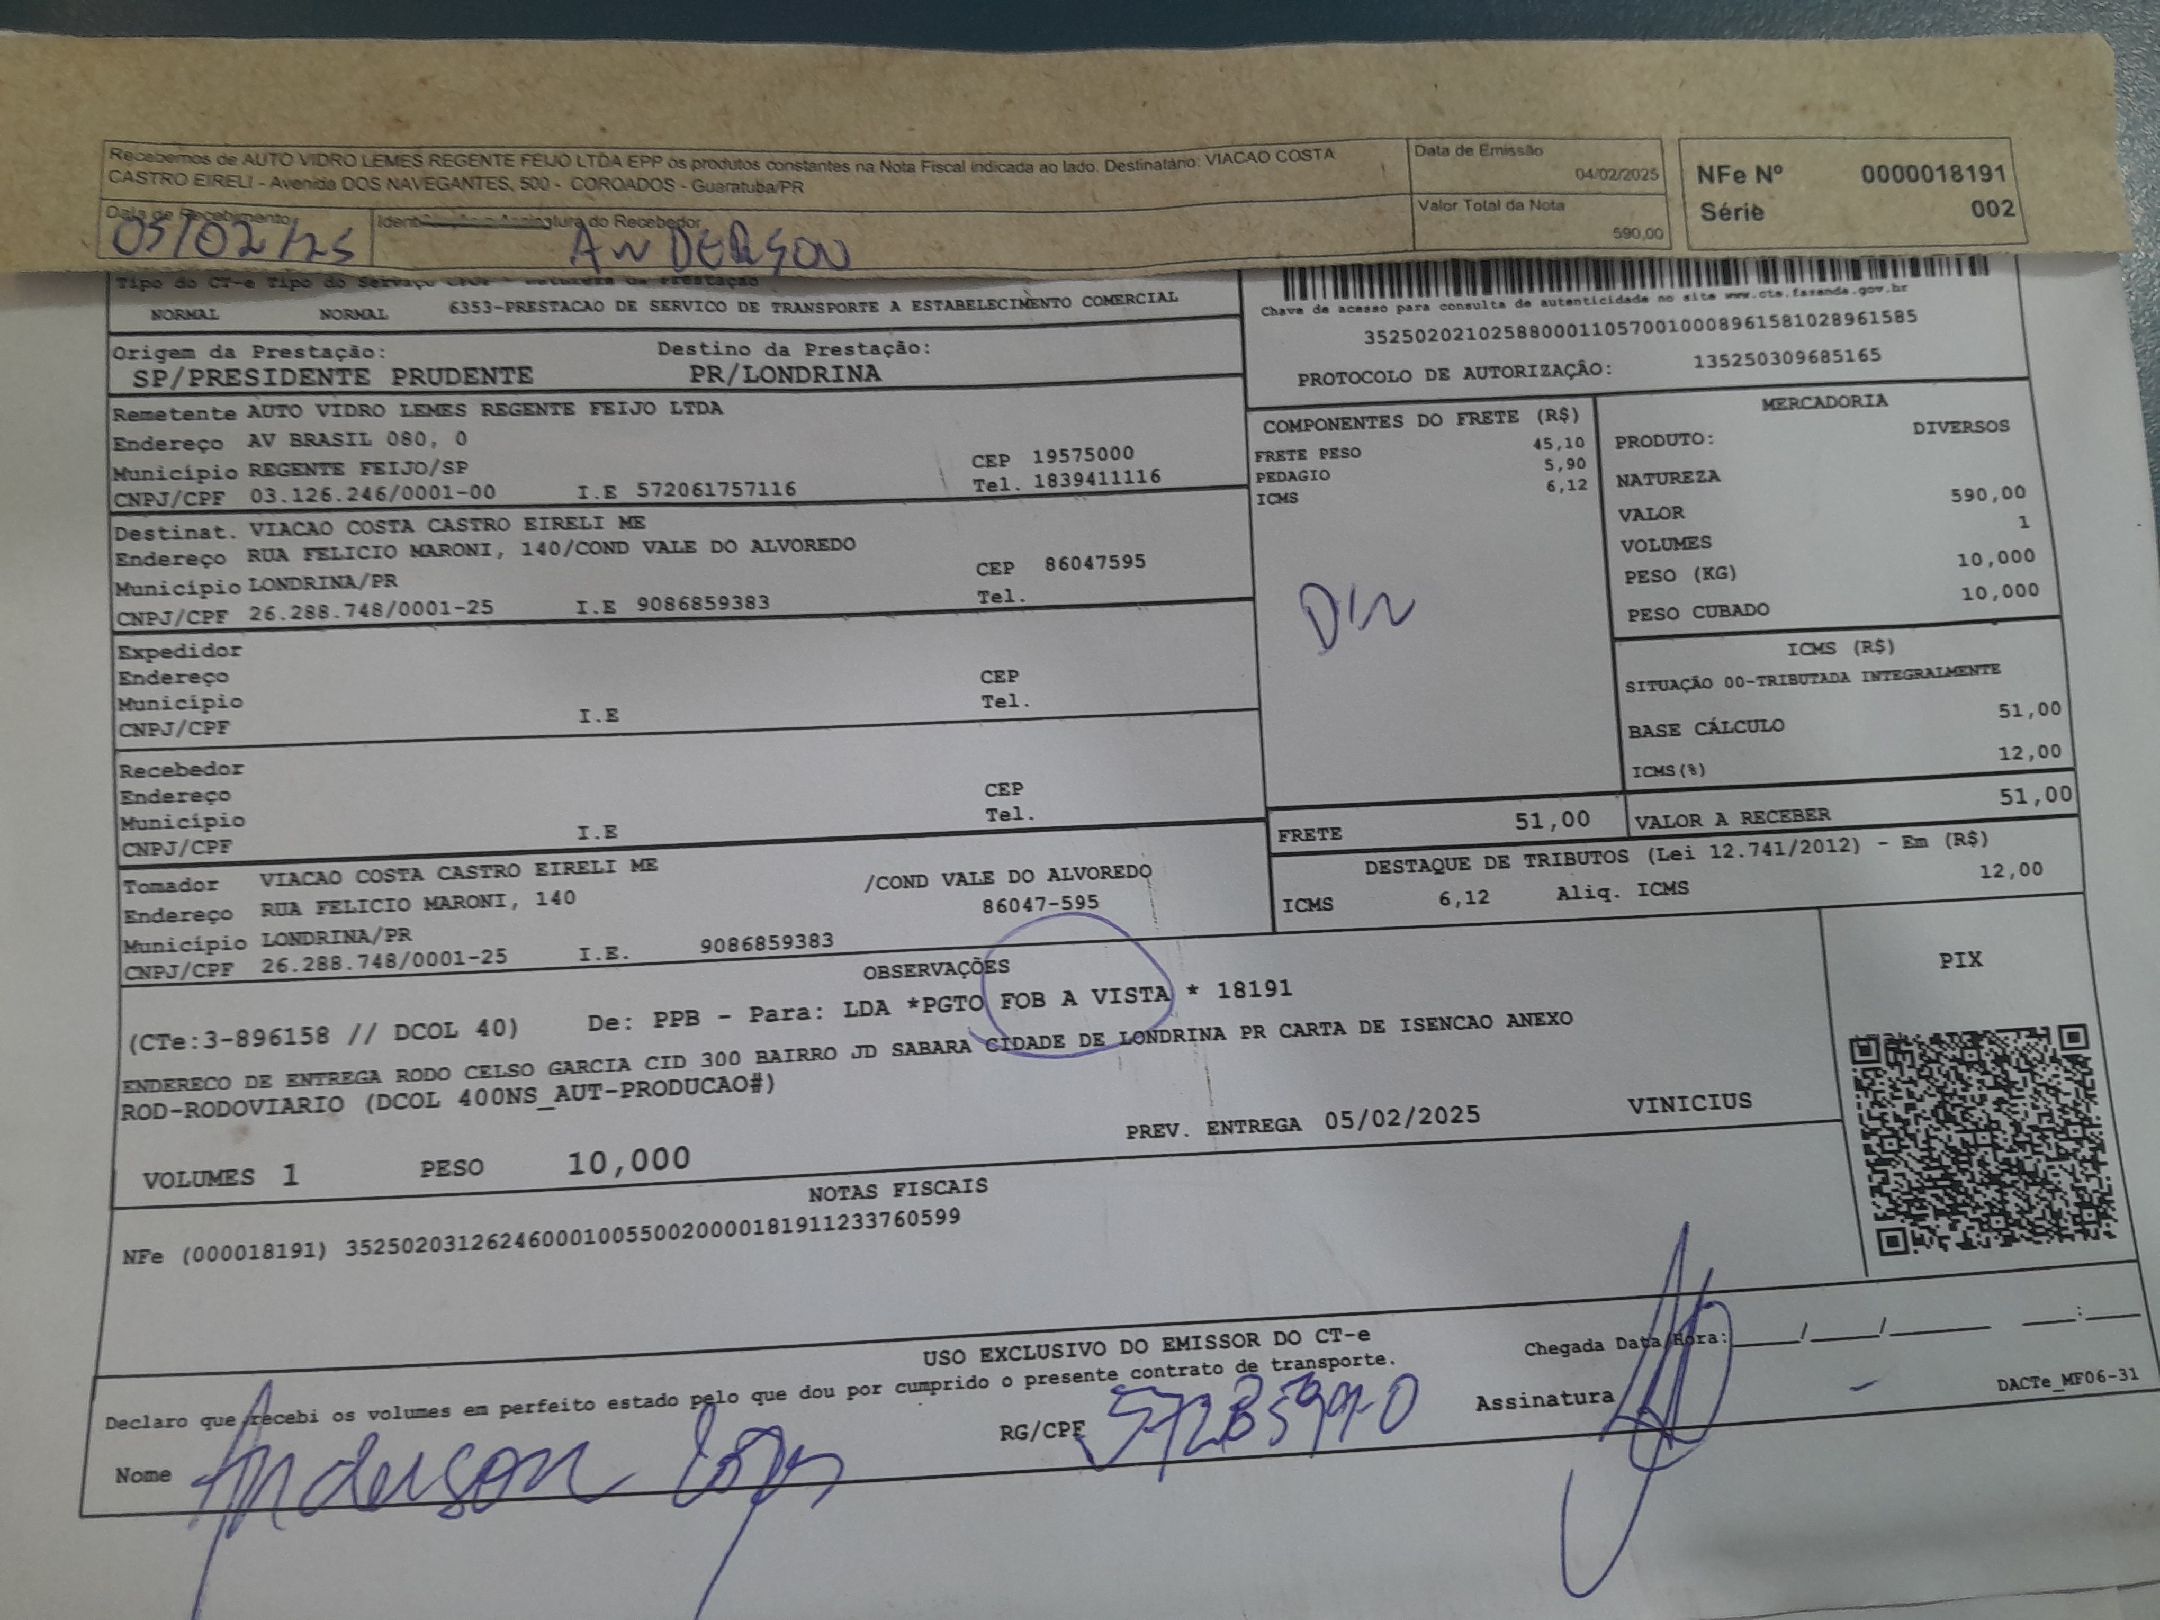 Recebemos de AUTO VIDRO LEMES REGENTE FEIJO LTDA EPP os produtos constantes na Nota Fiscal indicada ao lado. Destinatário: VIACAO COSTA
CASTRO EIRELI - Avenida DOS NAVEGANTES, 500 - COROADOS - Guaratuba/PR
Data de Emissão
04/02/2025
Valor Total da Nota
590,00
NFe Nº 0000018191
Série 002
Data de Recebimento
05/02/25
do Recebedor
ANDERSON
Tipo do CT-e Tipo do Serviço Prestação
NORMAL NORMAL 6353-PRESTACAO DE SERVICO DE TRANSPORTE A ESTABELECIMENTO COMERCIAL
Chave de acesso para consulta de autenticidade no site www.cte.fazenda.gov.br
35250202102588000110570010008961581028961585
PROTOCOLO DE AUTORIZAÇÃO: 135250309685165
Origem da Prestação: Destino da Prestação:
SP/PRESIDENTE PRUDENTE PR/LONDRINA
Remetente AUTO VIDRO LEMES REGENTE FEIJO LTDA
Endereço AV BRASIL 080, 0
Município REGENTE FEIJO/SP CEP 19575000
CNPJ/CPF 03.126.246/0001-00 I.E 572061757116 Tel. 1839411116
Destinat. VIACAO COSTA CASTRO EIRELI ME
Endereço RUA FELICIO MARONI, 140/COND VALE DO ALVOREDO
Município LONDRINA/PR CEP 86047595
CNPJ/CPF 26.288.748/0001-25 I.E 9086859383 Tel.
Expedidor
Endereço
Município CEP
CNPJ/CPF I.E Tel.
Recebedor
Endereço
Município CEP
CNPJ/CPF I.E Tel.
Tomador VIACAO COSTA CASTRO EIRELI ME
Endereço RUA FELICIO MARONI, 140 /COND VALE DO ALVOREDO
Município LONDRINA/PR 86047-595
CNPJ/CPF 26.288.748/0001-25 I.E. 9086859383
COMPONENTES DO FRETE (R$)
FRETE PESO 45,10
PEDAGIO 5,90
ICMS 6,12
FRETE 51,00
MERCADORIA
PRODUTO: DIVERSOS
NATUREZA
VALOR 590,00
VOLUMES 1
PESO (KG) 10,000
PESO CUBADO 10,000
ICMS (R$)
SITUAÇÃO 00-TRIBUTADA INTEGRALMENTE
BASE CÁLCULO 51,00
ICMS(%) 12,00
VALOR A RECEBER 51,00
DESTAQUE DE TRIBUTOS (Lei 12.741/2012) - Em (R$)
ICMS 6,12 Aliq. ICMS 12,00
OBSERVAÇÕES
(CTe:3-896158 // DCOL 40) De: PPB - Para: LDA *PGTO FOB A VISTA * 18191
ENDERECO DE ENTREGA RODO CELSO GARCIA CID 300 BAIRRO JD SABARA CIDADE DE LONDRINA PR CARTA DE ISENCAO ANEXO
ROD-RODOVIARIO (DCOL 400NS_AUT-PRODUCAO#)
PREV. ENTREGA 05/02/2025 VINICIUS
VOLUMES 1 PESO 10,000
PIX
NOTAS FISCAIS
NFe (000018191) 35250203126246000100550020000181911233760599
USO EXCLUSIVO DO EMISSOR DO CT-e
Declaro que recebi os volumes em perfeito estado pelo que dou por cumprido o presente contrato de transporte.
Chegada Data/Hora: ____/____/______ ___:___
Nome Anderson
RG/CPF
Assinatura
DACTe_MF06-31